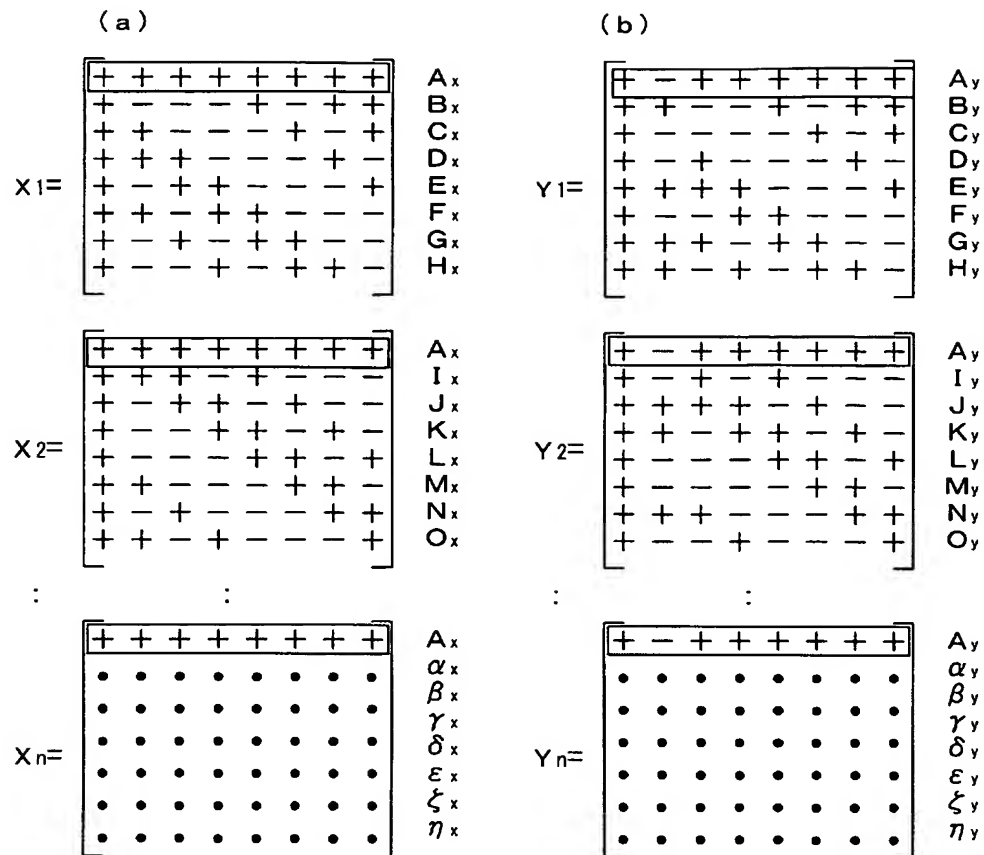 (a)
+ + + + + + + + Ax
+ − − − + − + + Bx
+ + − − − + − + Cx
+ + + − − − + − Dx
X1= + − + + − − − + Ex
+ + − + + − − − Fx
+ − + − + + − − Gx
+ − − + − + + − Hx
+ + + + + + + + Ax
+ + + − + − − − Ix
+ − + + − + − − Jx
+ − − + + − + − Kx
X2= + − − − + + − + Lx
+ + − − − + + − Mx
+ − + − − − + + Nx
+ + − + − − − + Ox
: :
+ + + + + + + + Ax
• • • • • • • • αx
βx
• • • • • • • • γx
• • • • • • • • δx
Xn= • • • • • • • • εx
• • • • • • • • ζx
• • • • • • • • ηx
(b)
+ − + + + + + + Ay
+ + − − + − + + By
+ − − − − + − + Cy
+ − + − − − + − Dy
Y1= + + + + − − − + Ey
+ − − + + − − − Fy
+ + + − + + − − Gy
+ + − + − + + − Hy
+ − + + + + + + Ay
+ − + − + − − − Iy
+ + + + − + − − Jy
+ + − + + − + − Ky
Y2= + − − − + + − + Ly
+ − − − − + + − My
+ + + − − − + + Ny
+ − − + − − − + Oy
: :
+ − + + + + + + Ay
• • • • • • • • αy
βy
• • • • • • • • γy
• • • • • • • • δy
Yn= • • • • • • • • εy
• • • • • • • • ζy
• • • • • • • • ηy